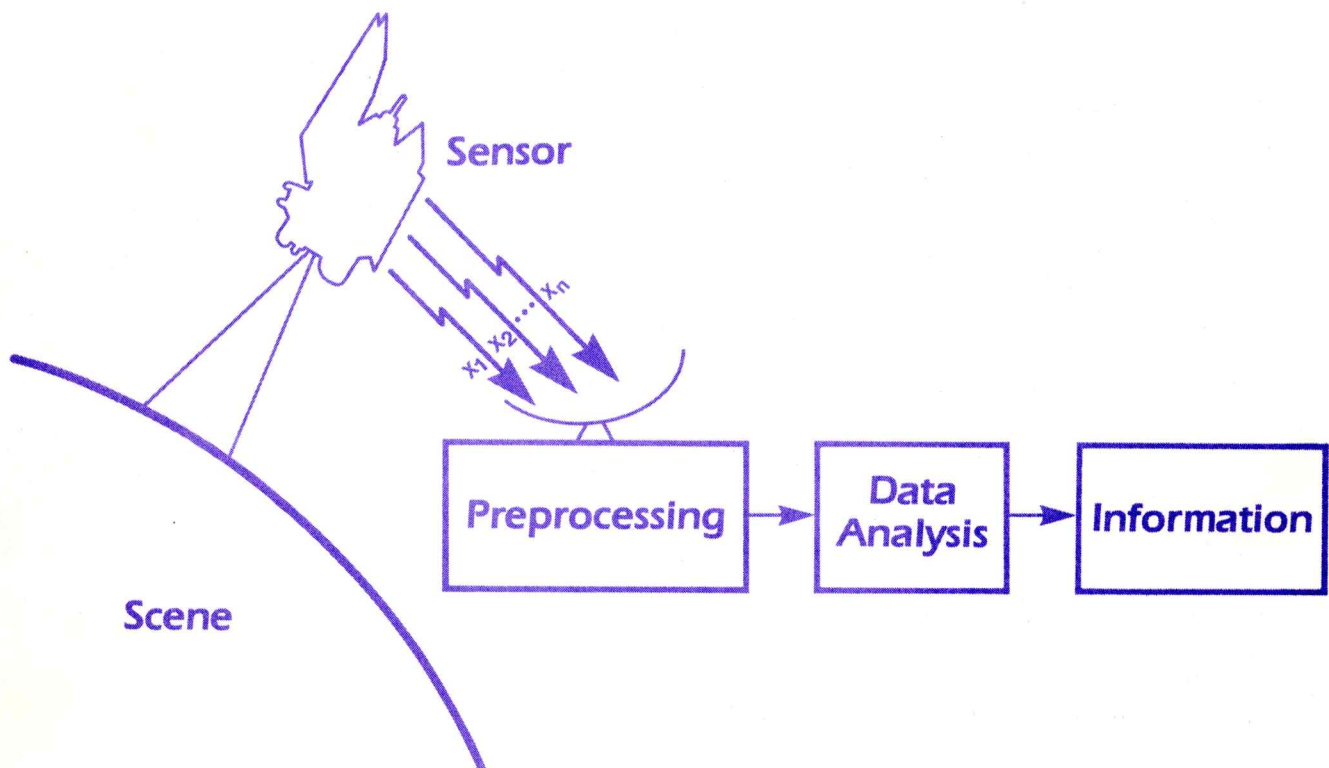 Sensor
x1 x2 .... xn
Preprocessing
Data
Analysis
Information
Scene